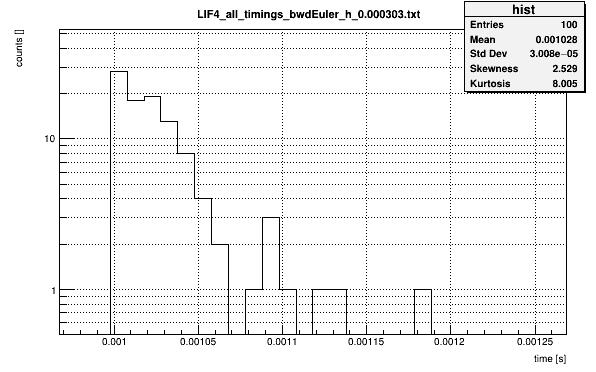 LIF4_all_timings_bwdEuler_h_0.000303.txt
hist
Entries 100
Mean 0.001028
Std Dev 3.008e−05
Skewness 2.529
Kurtosis 8.005
counts []
10
1
0.001 0.00105 0.0011 0.00115 0.0012 0.00125
time [s]